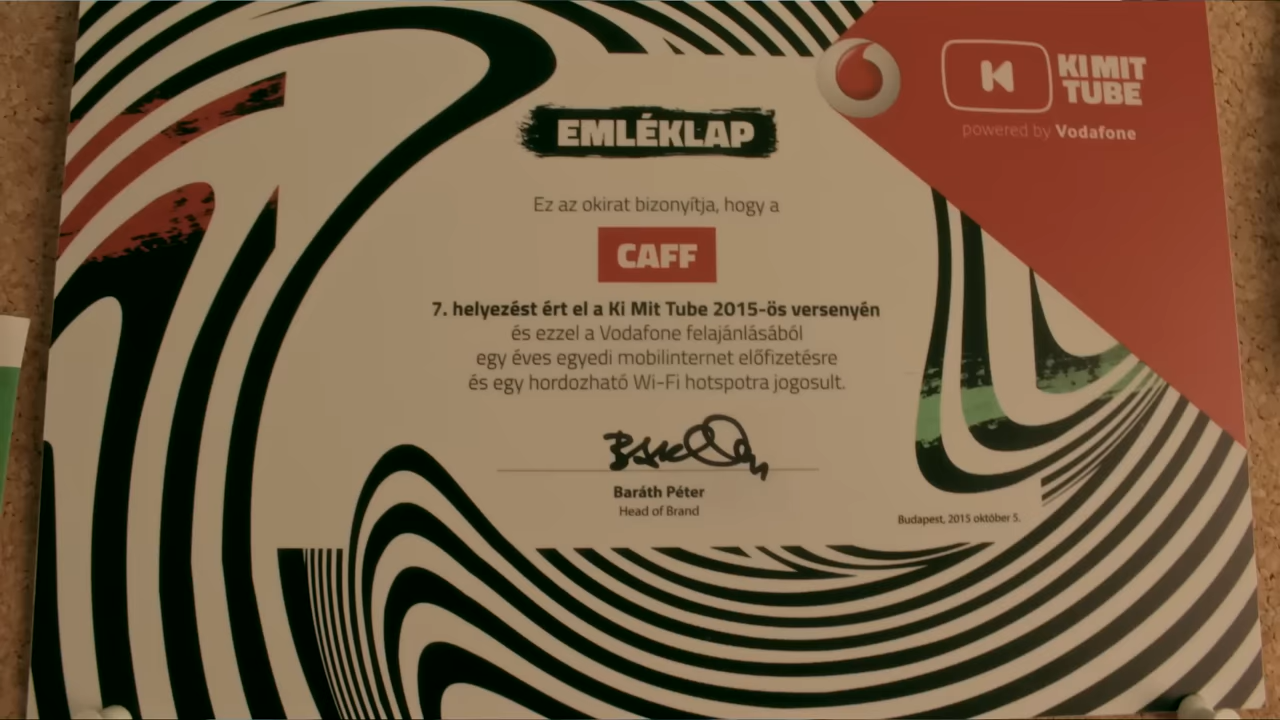 KI MIT
TUBE
powered by Vodafone
EMLÉKLAP
Ez az okirat bizonyítja, hogy a
CAFF
7. helyezést ért el a Ki Mit Tube 2015-ös versenyén
és ezzel a Vodafone felajánlásából
egy éves egyedi mobilinternet előfizetésre
és egy hordozható Wi-Fi hotspotra jogosult.
Baráth Péter
Head of Brand
Budapest, 2015 október 5.